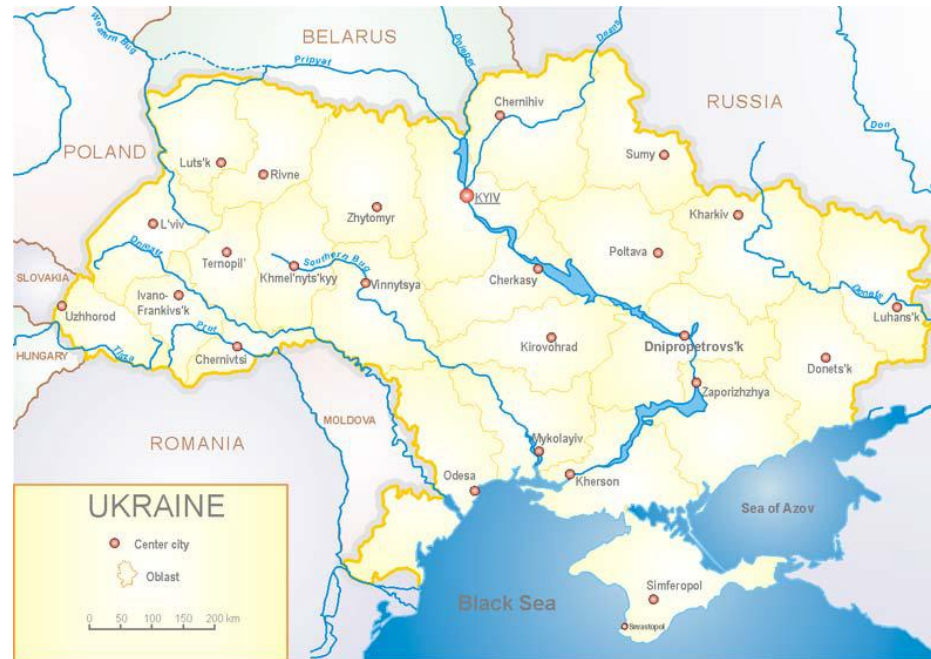 BELARUS
Western Bug
Pripyat
Dnieper
Desna
RUSSIA
Don
POLAND
Chernihiv
Luts'k
Rivne
Sumy
KYIV
Zhytomyr
Kharkiv
L'viv
Dniestr
Ternopil'
Southern Bug
Khmel'nyts'kyy
Vinnytsya
Cherkasy
Poltava
SLOVAKIA
Ivano-
Frankivs'k
Uzhhorod
Donets
Luhans'k
Prut
Chernivtsi
Kirovohrad
Dnipropetrovs'k
HUNGARY
Tisza
Donets'k
Zaporizhzhya
MOLDOVA
ROMANIA
Mykolayiv
Odesa
Kherson
Sea of Azov
UKRAINE
Center city
Oblast
0 50 100 150 200 km
Black Sea
Simferopol
Sevastopol